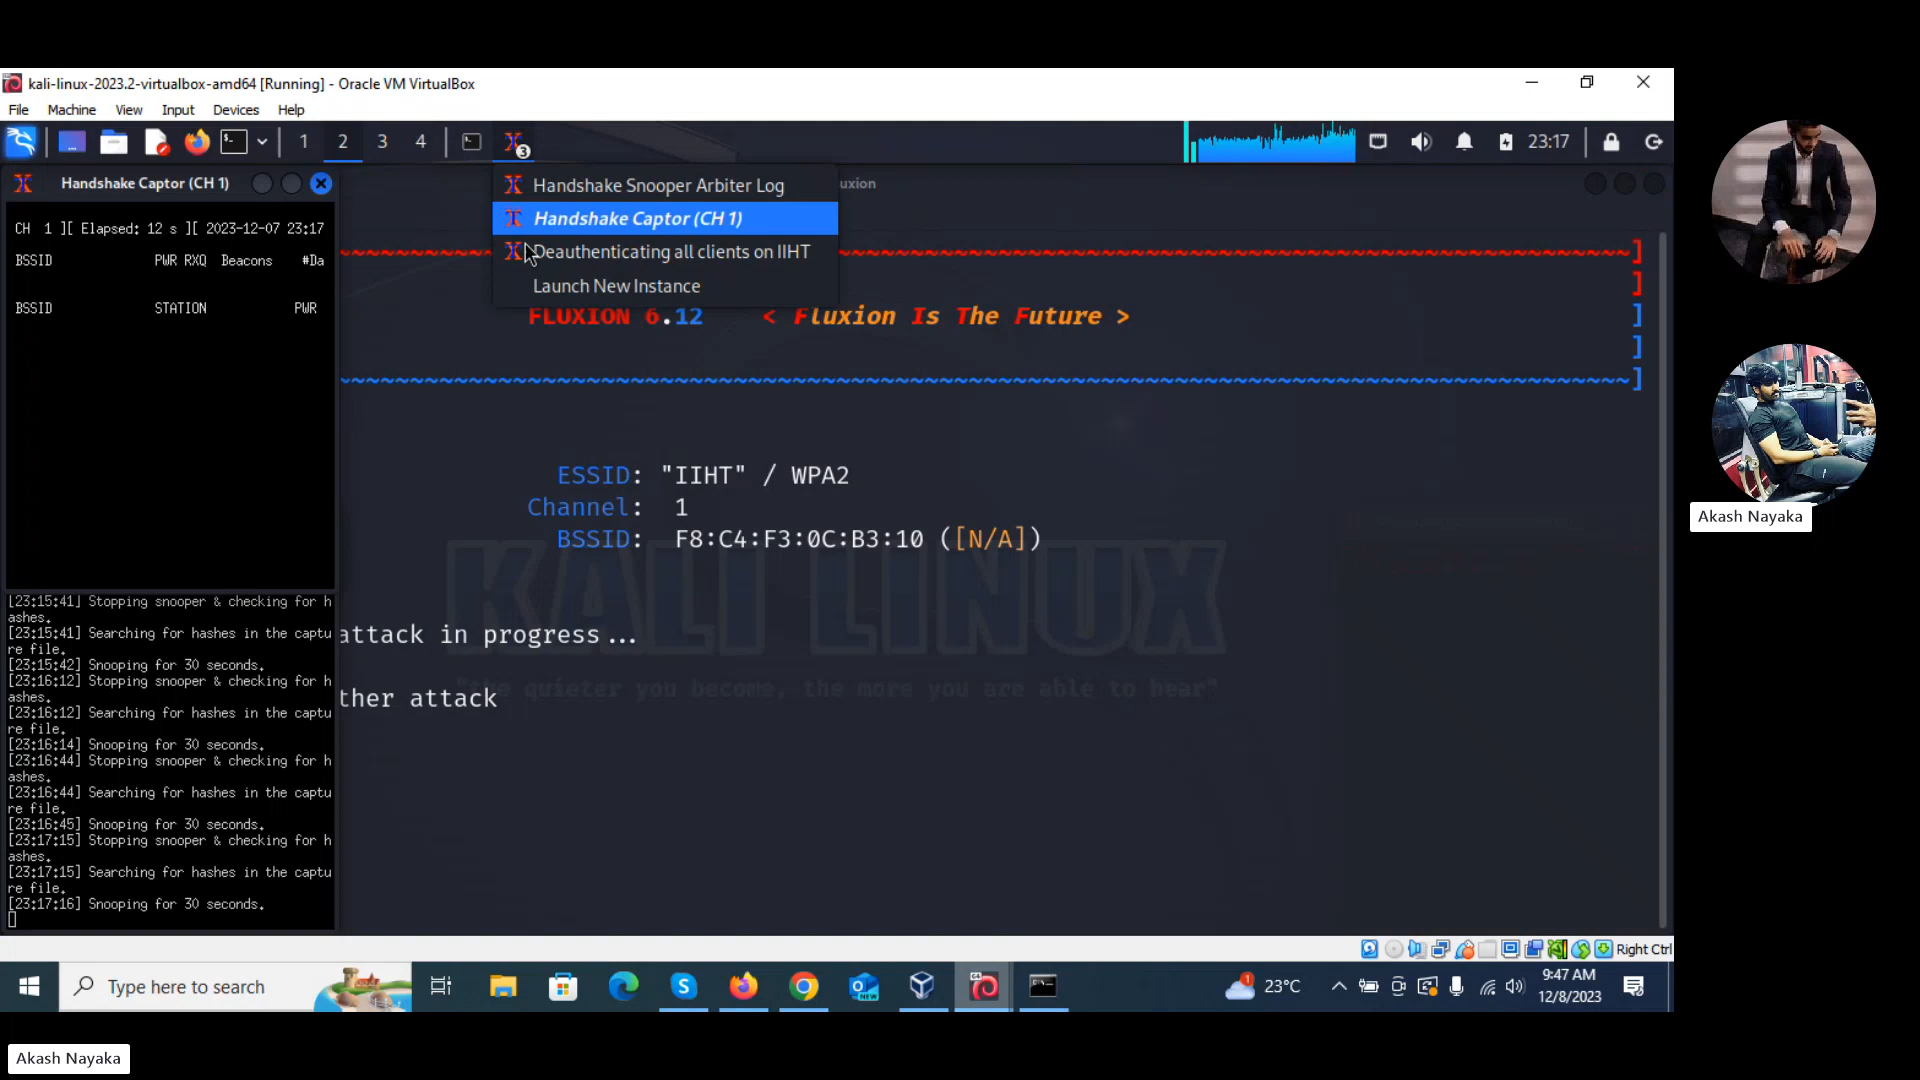 kali-linux-2023.2-virtualbox-amd64 [Running] - Oracle VM VirtualBox
File Machine View Input Devices Help
1 2 3 4 3 23:17
Handshake Captor (CH 1)
Handshake Snooper Arbiter Log
Handshake Captor (CH 1)
Deauthenticating all clients on IIHT
Launch New Instance
uxion
CH 1 ][ Elapsed: 12 s ][ 2023-12-07 23:17
BSSID PWR RXQ Beacons #Da
BSSID STATION PWR
~~~~~~~~~~~~~~~~~~~~~~~~~~~~~~~~~~~~~~~~]
]
FLUXION 6.12 < Fluxion Is The Future > ]
]
~~~~~~~~~~~~~~~~~~~~~~~~~~~~~~~~~~~~~~~~]
ESSID: "IIHT" / WPA2
Channel: 1
BSSID: F8:C4:F3:0C:B3:10 ([N/A])
KALI LINUX
"the quieter you become, the more you are able to hear"
attack in progress...
ther attack
[23:15:41] Stopping snooper & checking for h
ashes.
[23:15:41] Searching for hashes in the captu
re file.
[23:15:42] Snooping for 30 seconds.
[23:16:12] Stopping snooper & checking for h
ashes.
[23:16:12] Searching for hashes in the captu
re file.
[23:16:14] Snooping for 30 seconds.
[23:16:44] Stopping snooper & checking for h
ashes.
[23:16:44] Searching for hashes in the captu
re file.
[23:16:45] Snooping for 30 seconds.
[23:17:15] Stopping snooper & checking for h
ashes.
[23:17:15] Searching for hashes in the captu
re file.
[23:17:16] Snooping for 30 seconds.
Right Ctrl
Type here to search
23°C
9:47 AM
12/8/2023
Akash Nayaka
Akash Nayaka